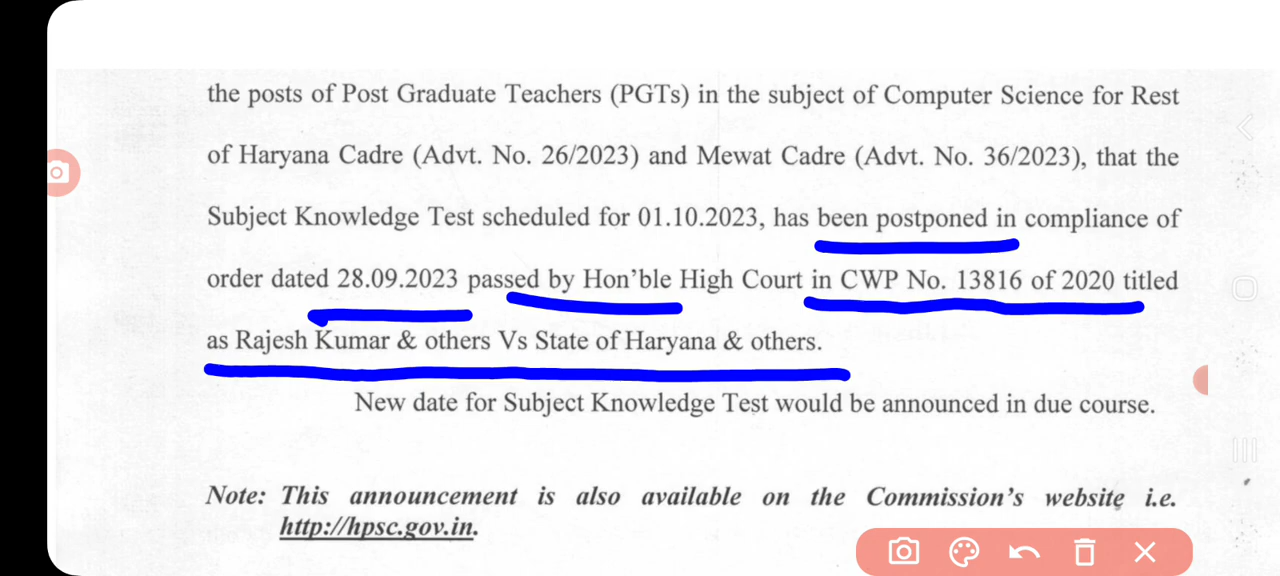 the posts of Post Graduate Teachers (PGTs) in the subject of Computer Science for Rest
of Haryana Cadre (Advt. No. 26/2023) and Mewat Cadre (Advt. No. 36/2023), that the
Subject Knowledge Test scheduled for 01.10.2023, has been postponed in compliance of
order dated 28.09.2023 passed by Hon’ble High Court in CWP No. 13816 of 2020 titled
as Rajesh Kumar & others Vs State of Haryana & others.
New date for Subject Knowledge Test would be announced in due course.
Note: This announcement is also available on the Commission’s website i.e.
http://hpsc.gov.in.